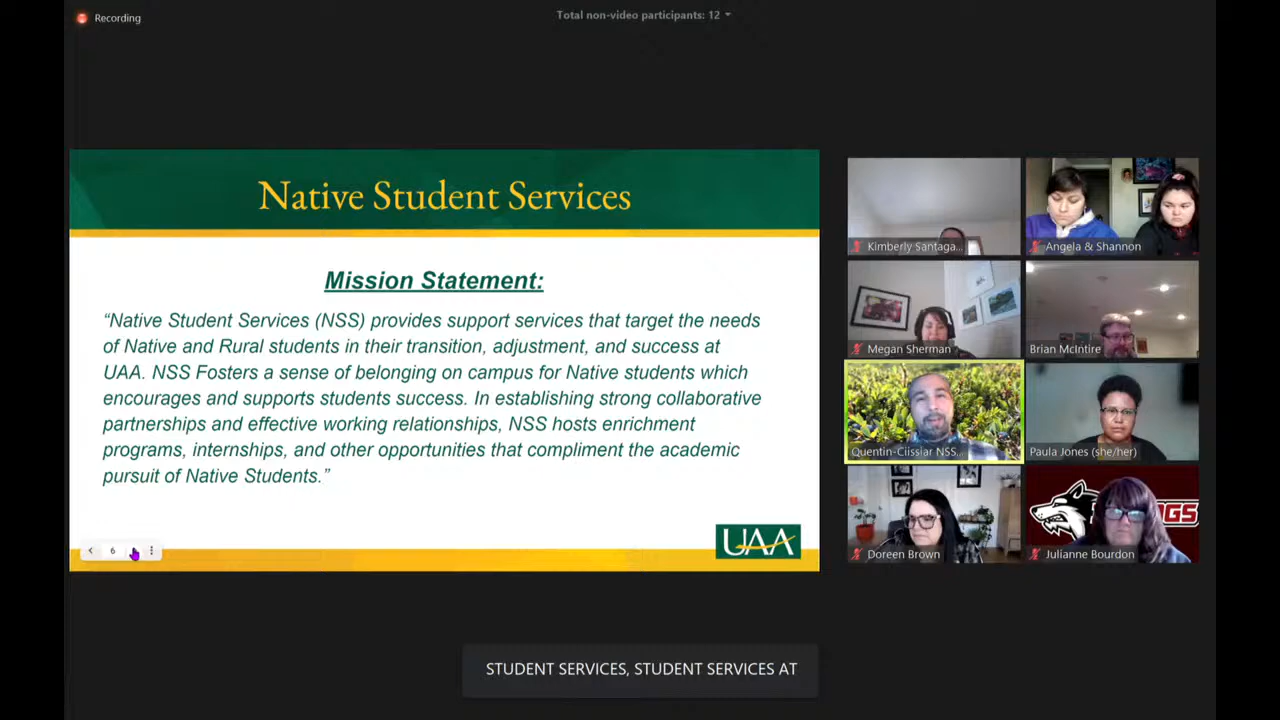 Recording
Total non-video participants: 12
Native Student Services
Mission Statement:
“Native Student Services (NSS) provides support services that target the needs
of Native and Rural students in their transition, adjustment, and success at
UAA. NSS Fosters a sense of belonging on campus for Native students which
encourages and supports students success. In establishing strong collaborative
partnerships and effective working relationships, NSS hosts enrichment
programs, internships, and other opportunities that compliment the academic
pursuit of Native Students.”
UAA
6
Kimberly Santaga...
Angela & Shannon
Megan Sherman
Brian McIntire
Quentin-Ciissiar NSS...
Paula Jones (she/her)
Doreen Brown
GS
Julianne Bourdon
STUDENT SERVICES, STUDENT SERVICES AT